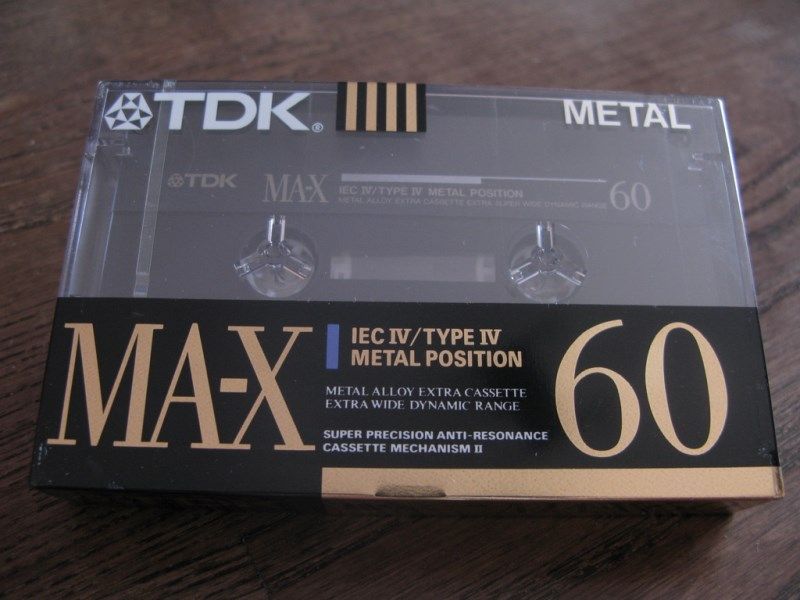 TDK®
METAL
TDK MA-X IEC IV/TYPE IV METAL POSITION 60
METAL ALLOY EXTRA CASSETTE EXTRA SUPER WIDE DYNAMIC RANGE
MA-X
IEC IV/TYPE IV
METAL POSITION
METAL ALLOY EXTRA CASSETTE
EXTRA WIDE DYNAMIC RANGE
SUPER PRECISION ANTI-RESONANCE
CASSETTE MECHANISM II
60